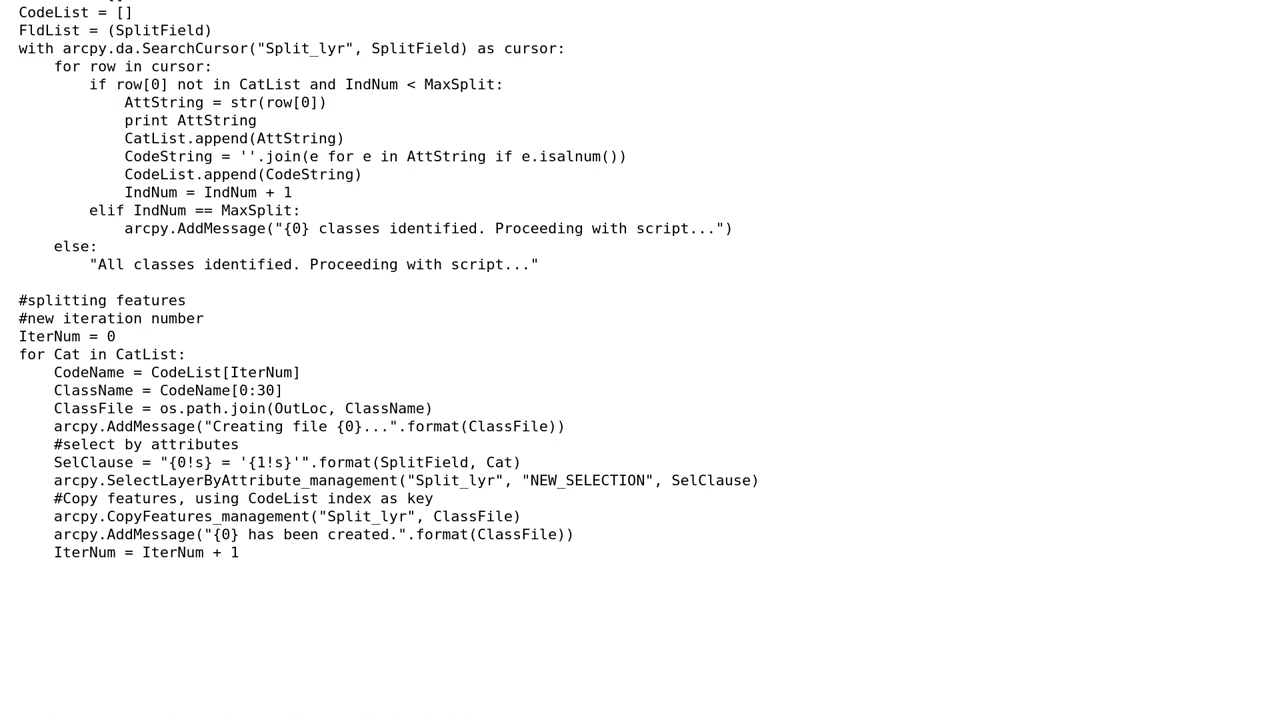 CodeList = []
FldList = (SplitField)
with arcpy.da.SearchCursor("Split_lyr", SplitField) as cursor:
    for row in cursor:
        if row[0] not in CatList and IndNum < MaxSplit:
            AttString = str(row[0])
            print AttString
            CatList.append(AttString)
            CodeString = ''.join(e for e in AttString if e.isalnum())
            CodeList.append(CodeString)
            IndNum = IndNum + 1
        elif IndNum == MaxSplit:
            arcpy.AddMessage("{0} classes identified. Proceeding with script...")
    else:
        "All classes identified. Proceeding with script..."

#splitting features
#new iteration number
IterNum = 0
for Cat in CatList:
    CodeName = CodeList[IterNum]
    ClassName = CodeName[0:30]
    ClassFile = os.path.join(OutLoc, ClassName)
    arcpy.AddMessage("Creating file {0}...".format(ClassFile))
    #select by attributes
    SelClause = "{0!s} = '{1!s}'".format(SplitField, Cat)
    arcpy.SelectLayerByAttribute_management("Split_lyr", "NEW_SELECTION", SelClause)
    #Copy features, using CodeList index as key
    arcpy.CopyFeatures_management("Split_lyr", ClassFile)
    arcpy.AddMessage("{0} has been created.".format(ClassFile))
    IterNum = IterNum + 1